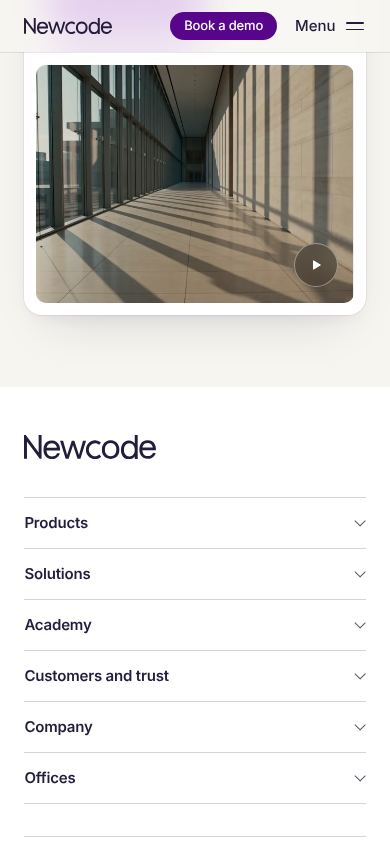 Newcode
Book a demo
Menu
Newcode
Products
Solutions
Academy
Customers and trust
Company
Offices